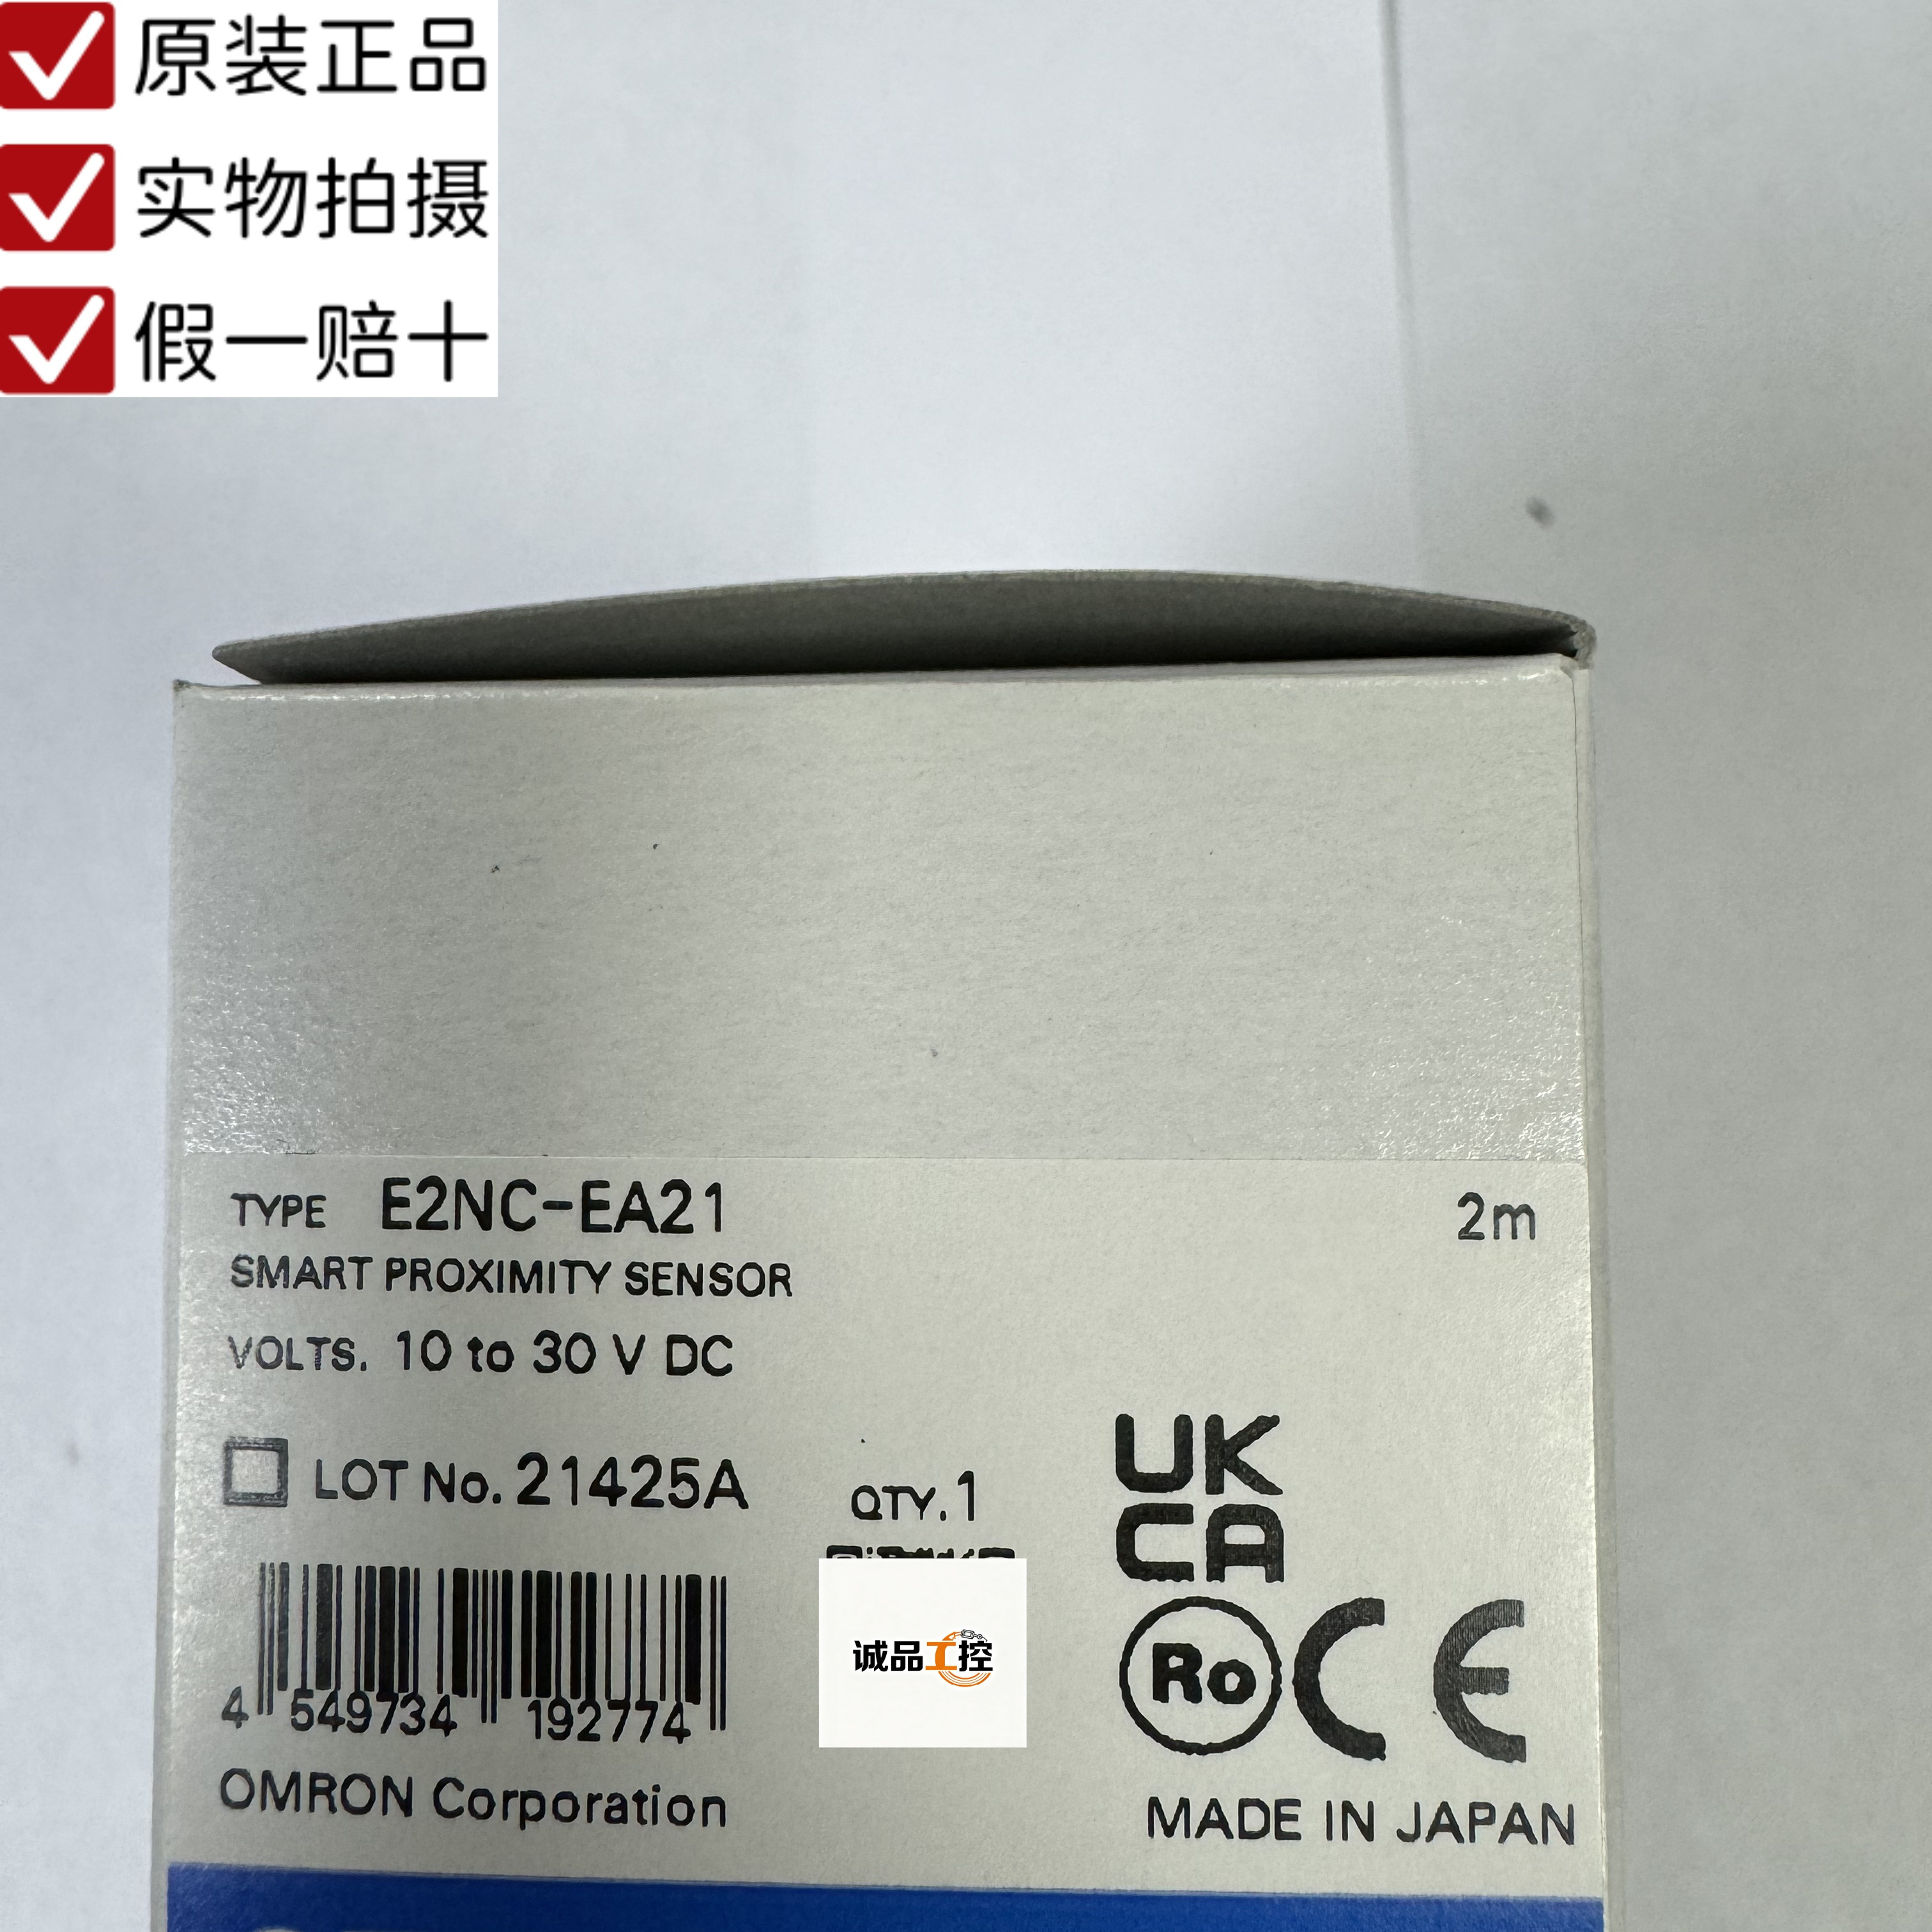 原装正品
实物拍摄
假一赔十
TYPE E2NC-EA21 2m
SMART PROXIMITY SENSOR
VOLTS. 10 to 30 V DC
LOT No. 21425A QTY. 1
UK
CA
4 549734 192774
诚品工控
Ro CE
OMRON Corporation
MADE IN JAPAN